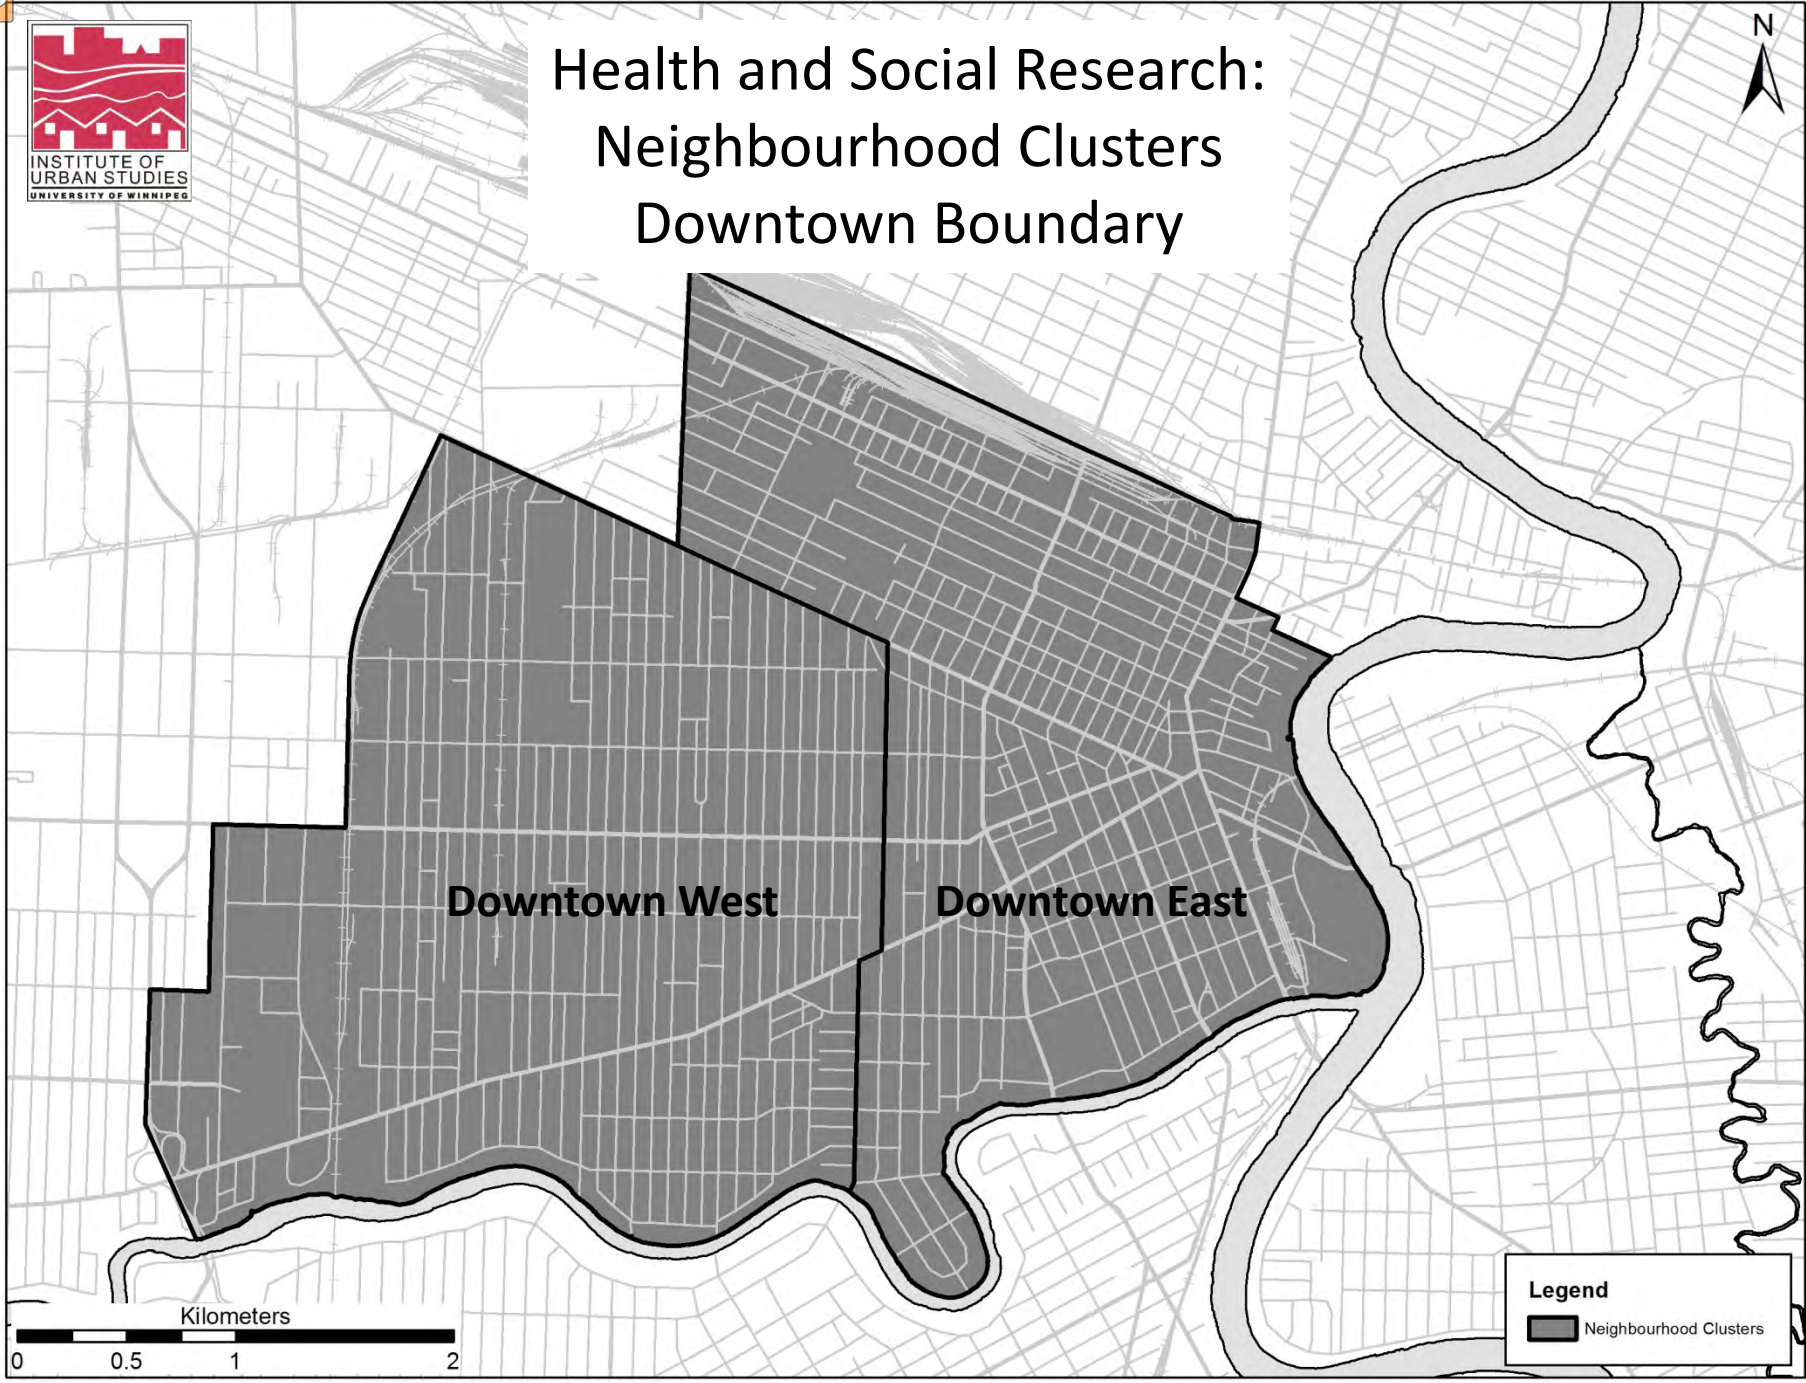 Health and Social Research:
Neighbourhood Clusters
Downtown Boundary
INSTITUTE OF
URBAN STUDIES
UNIVERSITY OF WINNIPEG
N
Downtown West
Downtown East
Legend
Neighbourhood Clusters
Kilometers
0 0.5 1 2